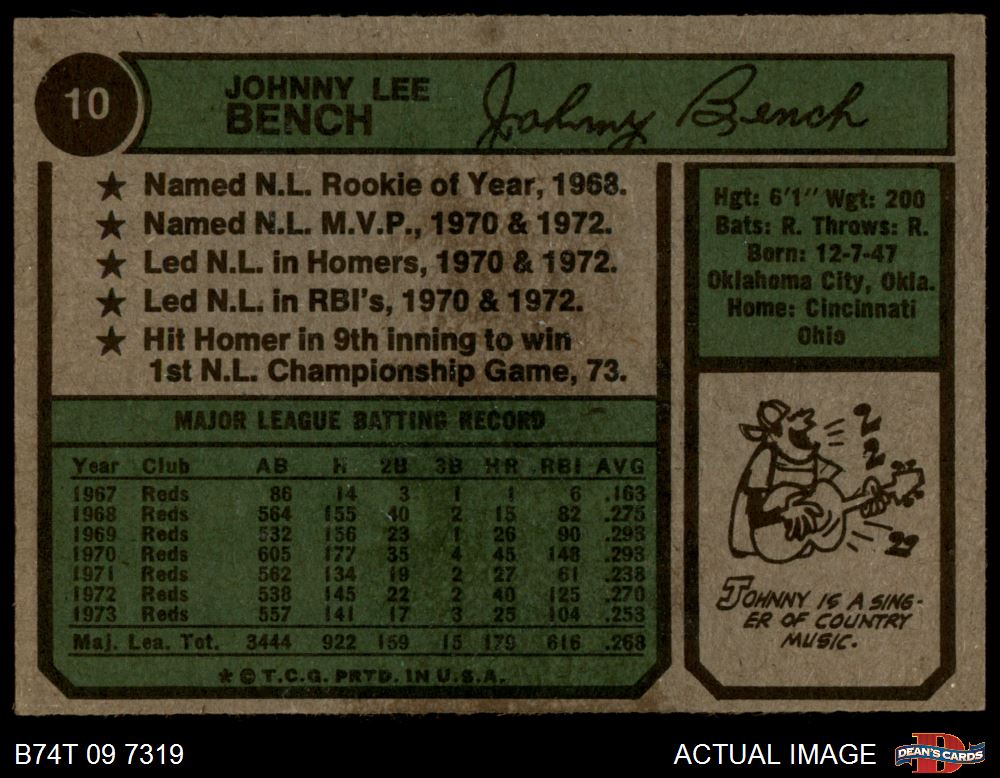 10
JOHNNY LEE
BENCH
Johnny Bench
★ Named N.L. Rookie of Year, 1968.
★ Named N.L. M.V.P., 1970 & 1972.
★ Led N.L. in Homers, 1970 & 1972.
★ Led N.L. in RBI's, 1970 & 1972.
★ Hit Homer in 9th inning to win
1st N.L. Championship Game, 73.
Hgt: 6'1" Wgt: 200
Bats: R. Throws: R.
Born: 12-7-47
Oklahoma City, Okla.
Home: Cincinnati
Ohio
MAJOR LEAGUE BATTING RECORD
Year Club AB H 2B 3B HR RBI AVG
1967 Reds 86 14 3 1 1 6 .163
1968 Reds 564 155 40 2 15 82 .275
1969 Reds 532 156 23 1 26 90 .293
1970 Reds 605 177 35 4 45 148 .293
1971 Reds 562 134 19 2 27 61 .238
1972 Reds 538 145 22 2 40 125 .270
1973 Reds 557 141 17 3 25 104 .253
Maj. Lea. Tot. 3444 922 159 15 179 616 .268
★ © T.C.G. PRTD. IN U.S.A.
JOHNNY IS A SING-
ER OF COUNTRY
MUSIC.
B74T 09 7319
ACTUAL IMAGE
DEAN'S CARDS